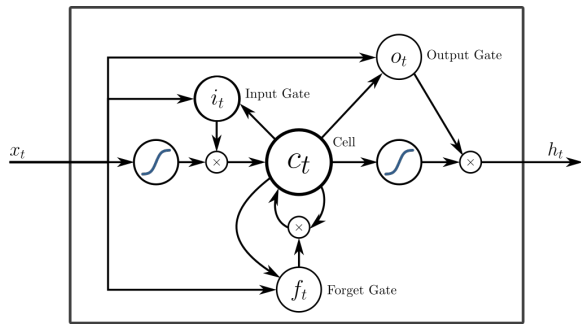 o_t Output Gate
i_t Input Gate
x_t
×
c_t Cell
×
h_t
×
f_t Forget Gate